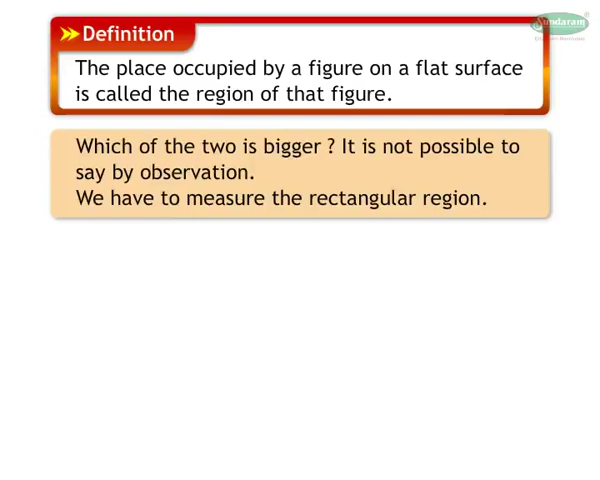 Sundaram
Definition
The place occupied by a figure on a flat surface
is called the region of that figure.
Which of the two is bigger ? It is not possible to
say by observation.
We have to measure the rectangular region.